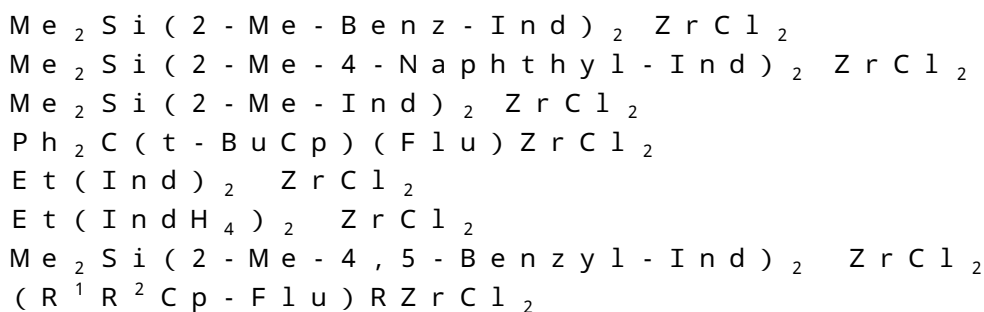 Me₂Si(2-Me-Benz-Ind)₂ ZrCl₂
Me₂Si(2-Me-4-Naphthyl-Ind)₂ ZrCl₂
Me₂Si(2-Me-Ind)₂ ZrCl₂
Ph₂C(t-BuCp)(Flu)ZrCl₂
Et(Ind)₂ ZrCl₂
Et(IndH₄)₂ ZrCl₂
Me₂Si(2-Me-4,5-Benzyl-Ind)₂ ZrCl₂
(R¹R²Cp-Flu)RZrCl₂